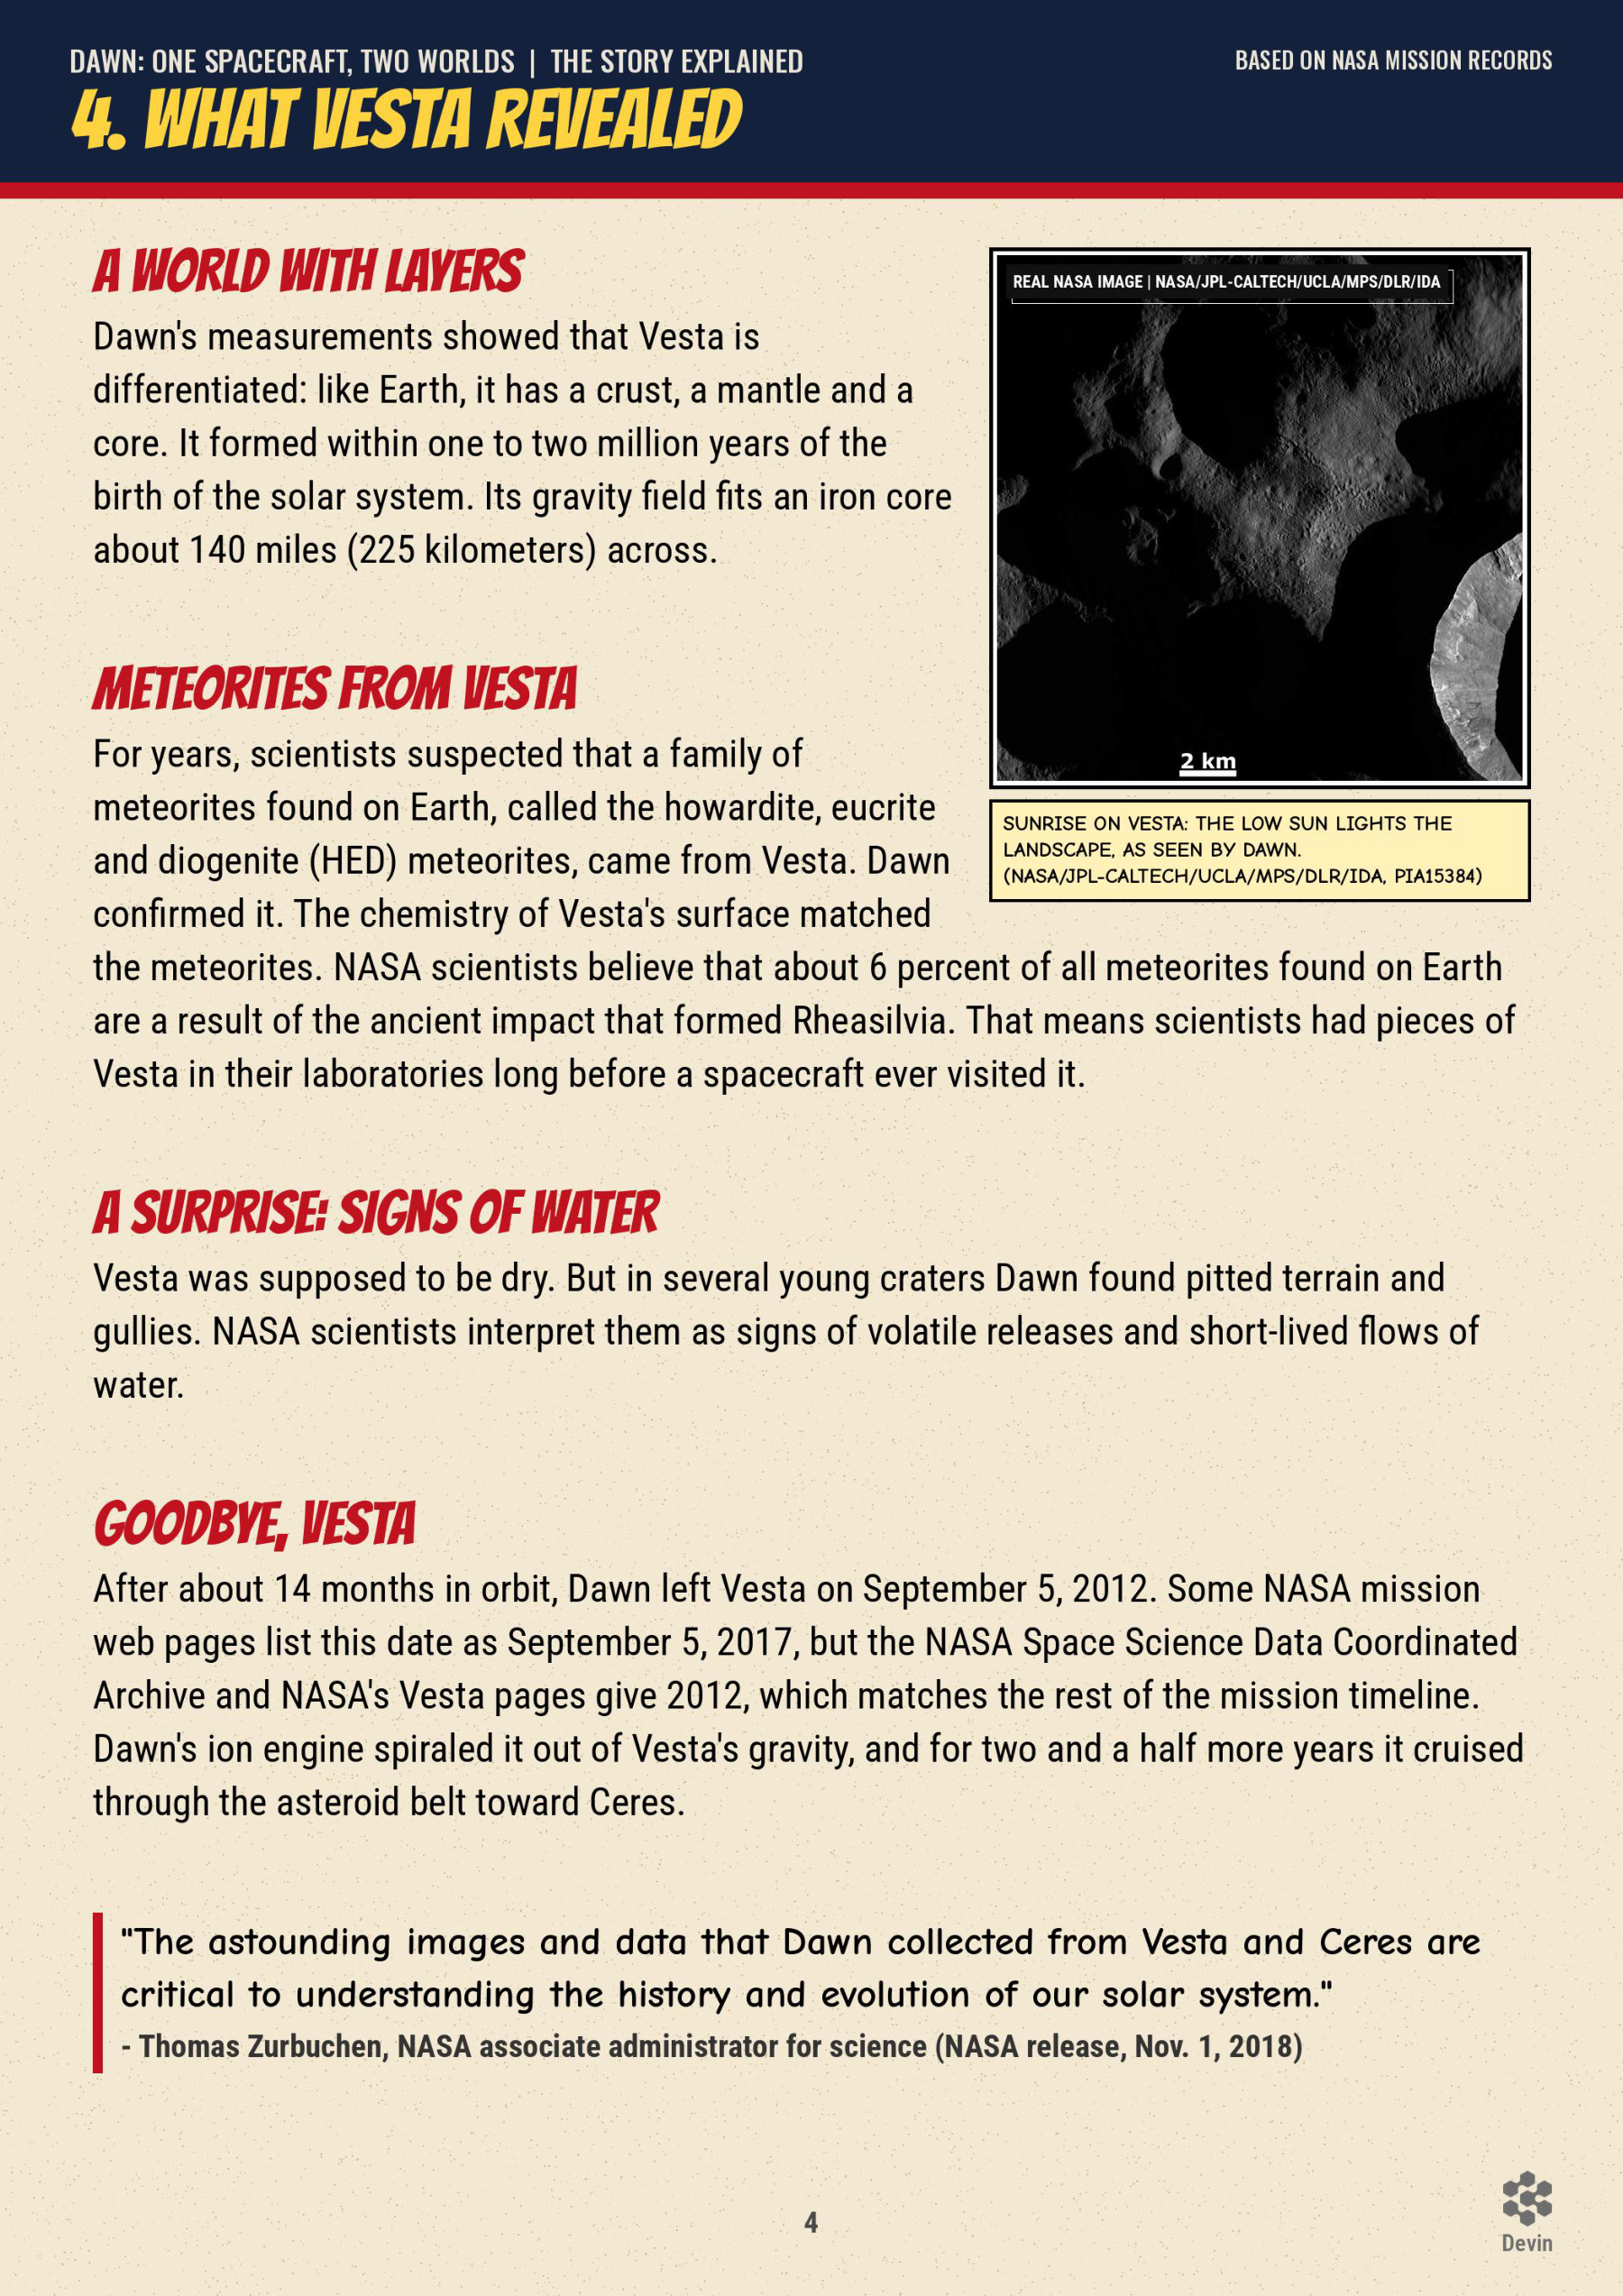 DAWN: ONE SPACECRAFT, TWO WORLDS | THE STORY EXPLAINED
BASED ON NASA MISSION RECORDS
4. WHAT VESTA REVEALED
A WORLD WITH LAYERS
Dawn's measurements showed that Vesta is
differentiated: like Earth, it has a crust, a mantle and a
core. It formed within one to two million years of the
birth of the solar system. Its gravity field fits an iron core
about 140 miles (225 kilometers) across.
REAL NASA IMAGE | NASA/JPL-CALTECH/UCLA/MPS/DLR/IDA
2 km
SUNRISE ON VESTA: THE LOW SUN LIGHTS THE
LANDSCAPE, AS SEEN BY DAWN.
(NASA/JPL-CALTECH/UCLA/MPS/DLR/IDA, PIA15384)
METEORITES FROM VESTA
For years, scientists suspected that a family of
meteorites found on Earth, called the howardite, eucrite
and diogenite (HED) meteorites, came from Vesta. Dawn
confirmed it. The chemistry of Vesta's surface matched
the meteorites. NASA scientists believe that about 6 percent of all meteorites found on Earth
are a result of the ancient impact that formed Rheasilvia. That means scientists had pieces of
Vesta in their laboratories long before a spacecraft ever visited it.
A SURPRISE: SIGNS OF WATER
Vesta was supposed to be dry. But in several young craters Dawn found pitted terrain and
gullies. NASA scientists interpret them as signs of volatile releases and short-lived flows of
water.
GOODBYE, VESTA
After about 14 months in orbit, Dawn left Vesta on September 5, 2012. Some NASA mission
web pages list this date as September 5, 2017, but the NASA Space Science Data Coordinated
Archive and NASA's Vesta pages give 2012, which matches the rest of the mission timeline.
Dawn's ion engine spiraled it out of Vesta's gravity, and for two and a half more years it cruised
through the asteroid belt toward Ceres.
"The astounding images and data that Dawn collected from Vesta and Ceres are
critical to understanding the history and evolution of our solar system."
- Thomas Zurbuchen, NASA associate administrator for science (NASA release, Nov. 1, 2018)
4
Devin